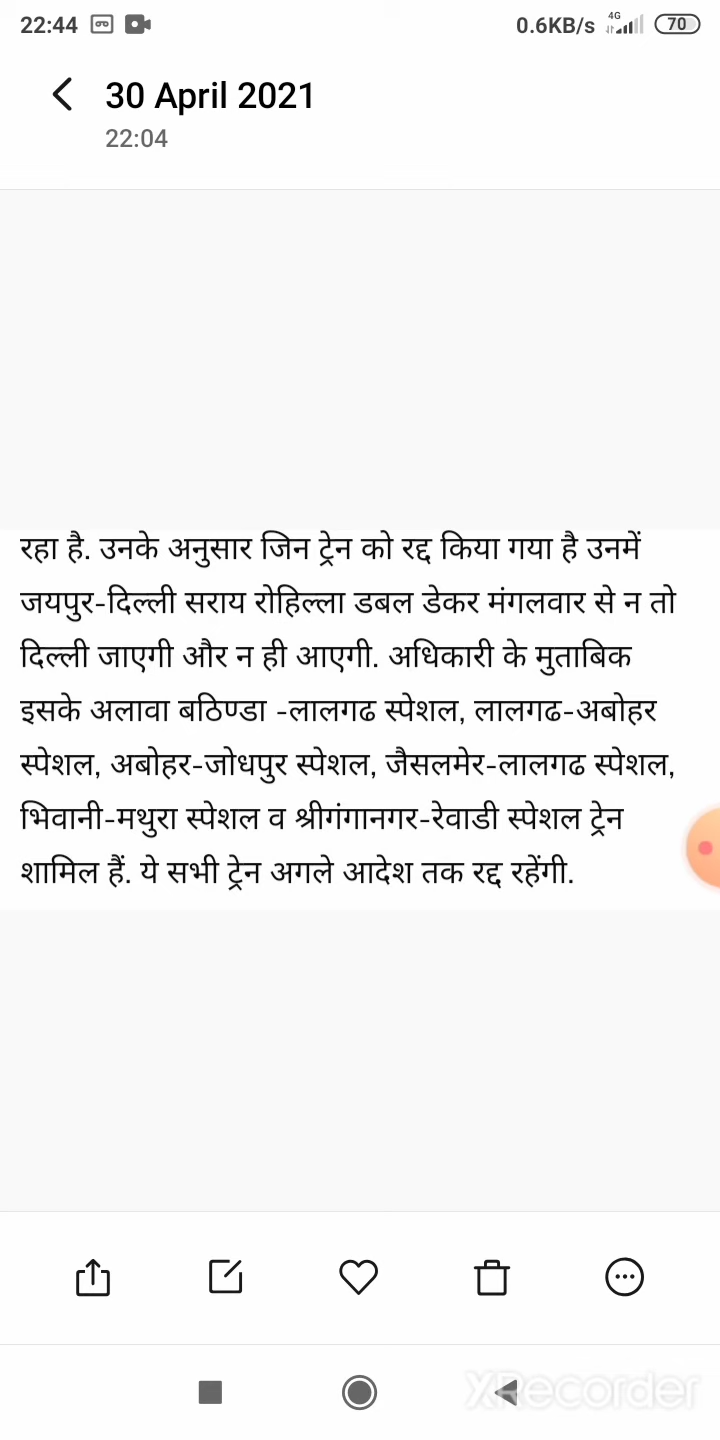 22:44
0.6KB/s 4G 70
30 April 2021
22:04
रहा है. उनके अनुसार जिन ट्रेन को रद्द किया गया है उनमें
जयपुर-दिल्ली सराय रोहिल्ला डबल डेकर मंगलवार से न तो
दिल्ली जाएगी और न ही आएगी. अधिकारी के मुताबिक
इसके अलावा बठिण्डा -लालगढ स्पेशल, लालगढ-अबोहर
स्पेशल, अबोहर-जोधपुर स्पेशल, जैसलमेर-लालगढ स्पेशल,
भिवानी-मथुरा स्पेशल व श्रीगंगानगर-रेवाडी स्पेशल ट्रेन
शामिल हैं. ये सभी ट्रेन अगले आदेश तक रद्द रहेंगी.
XRecorder